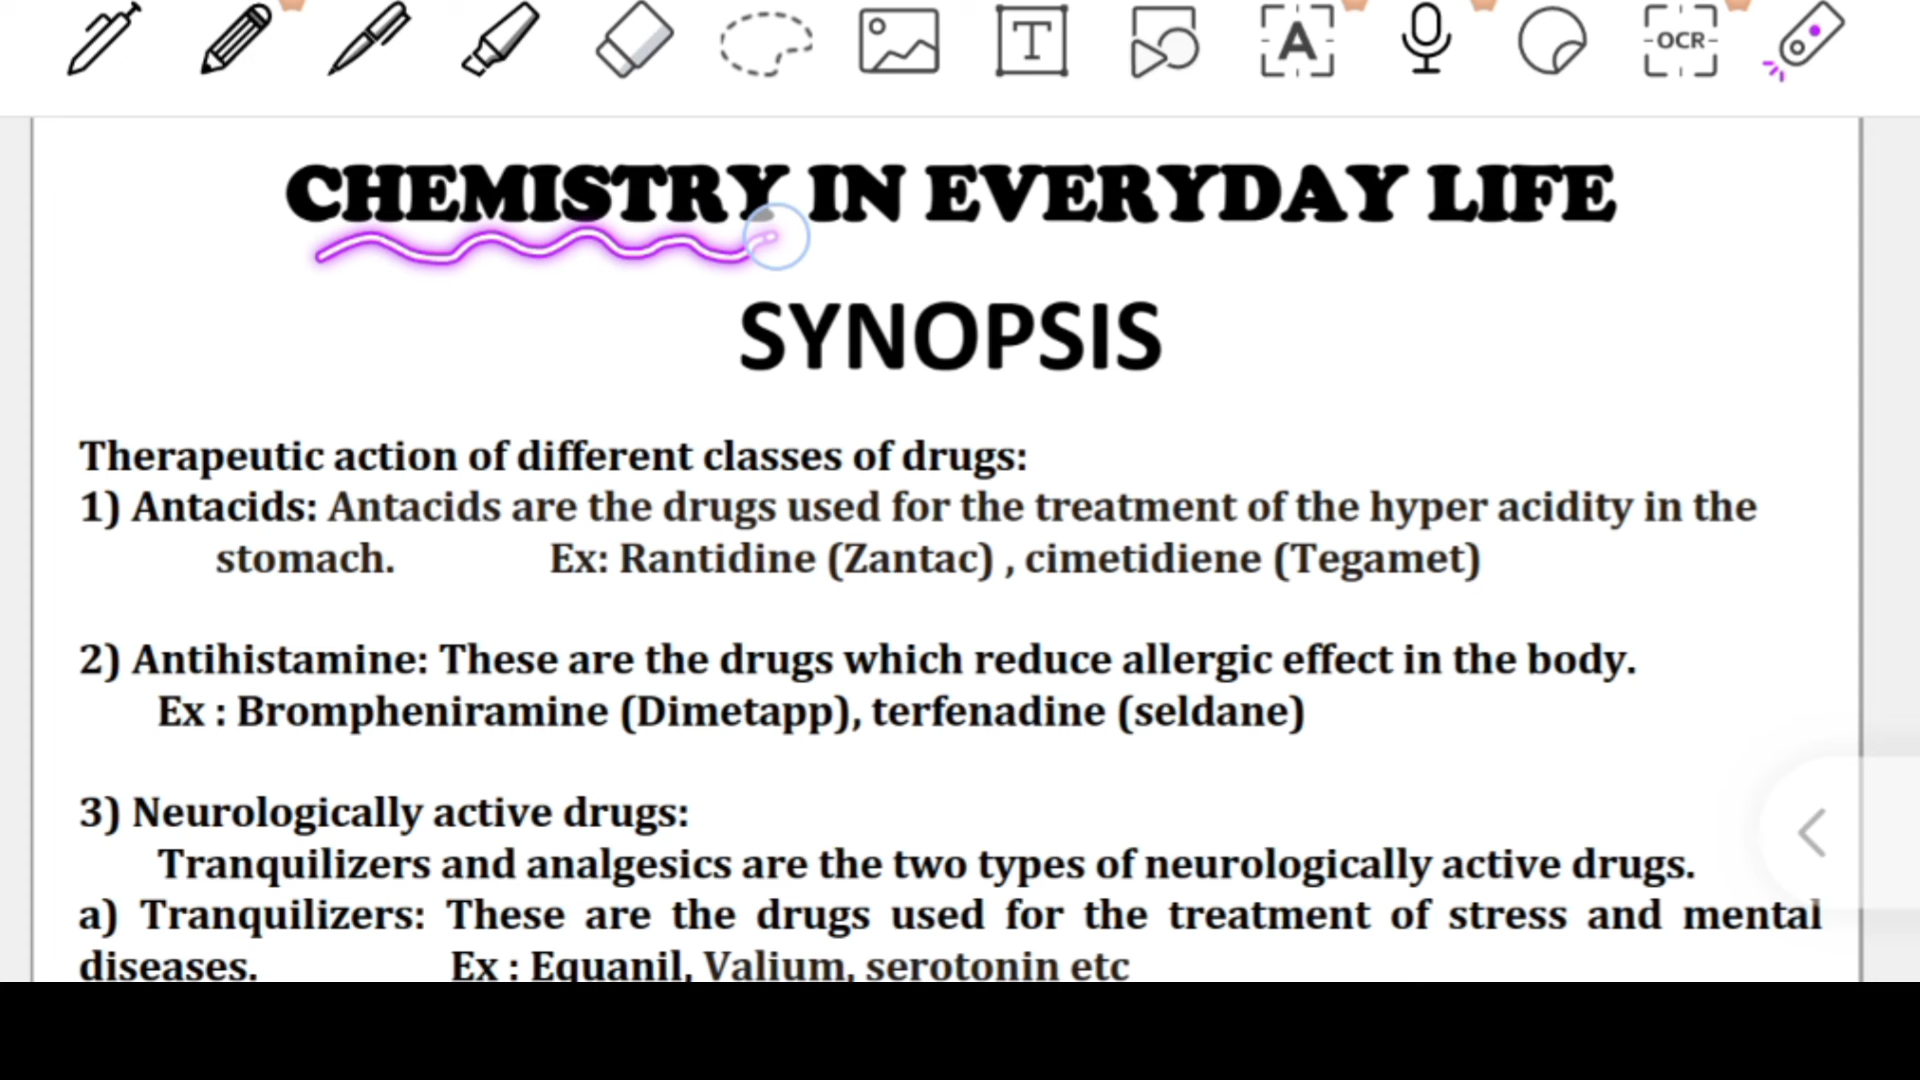 T
A
OCR
CHEMISTRY IN EVERYDAY LIFE
SYNOPSIS
Therapeutic action of different classes of drugs:
1) Antacids: Antacids are the drugs used for the treatment of the hyper acidity in the
stomach. Ex: Rantidine (Zantac) , cimetidiene (Tegamet)
2) Antihistamine: These are the drugs which reduce allergic effect in the body.
Ex : Brompheniramine (Dimetapp), terfenadine (seldane)
3) Neurologically active drugs:
Tranquilizers and analgesics are the two types of neurologically active drugs.
a) Tranquilizers: These are the drugs used for the treatment of stress and mental
diseases. Ex : Equanil, Valium, serotonin etc